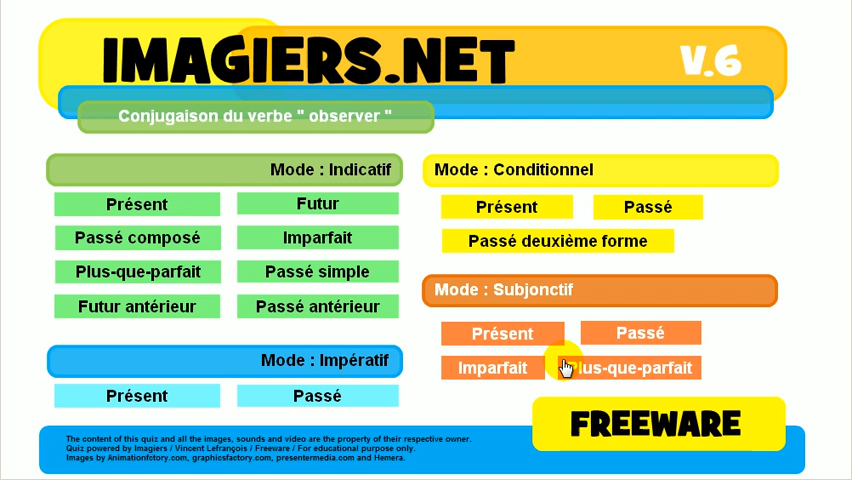 IMAGIERS.NET
V.6
Conjugaison du verbe " observer "
Mode : Indicatif
Présent
Futur
Passé composé
Imparfait
Plus-que-parfait
Passé simple
Futur antérieur
Passé antérieur
Mode : Impératif
Présent
Passé
Mode : Conditionnel
Présent
Passé
Passé deuxième forme
Mode : Subjonctif
Présent
Passé
Imparfait
Plus-que-parfait
FREEWARE
The content of this quiz and all the images, sounds and video are the property of their respective owner.
Quiz powered by Imagiers / Vincent Lefrançois / Freeware / For educational purpose only.
Images by Animationfctory.com, graphicsfactory.com, presentermedia.com and Hemera.